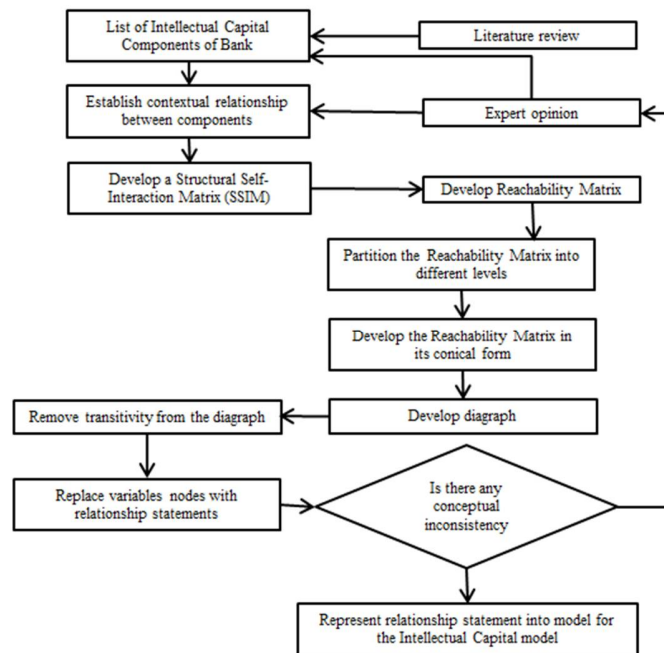 List of Intellectual Capital
Components of Bank
Literature review
Establish contextual relationship
between components
Expert opinion
Develop a Structural Self-
Interaction Matrix (SSIM)
Develop Reachability Matrix
Partition the Reachability Matrix into
different levels
Develop the Reachability Matrix in
its conical form
Develop diagraph
Remove transitivity from the diagraph
Replace variables nodes with
relationship statements
Is there any
conceptual
inconsistency
Represent relationship statement into model for
the Intellectual Capital model